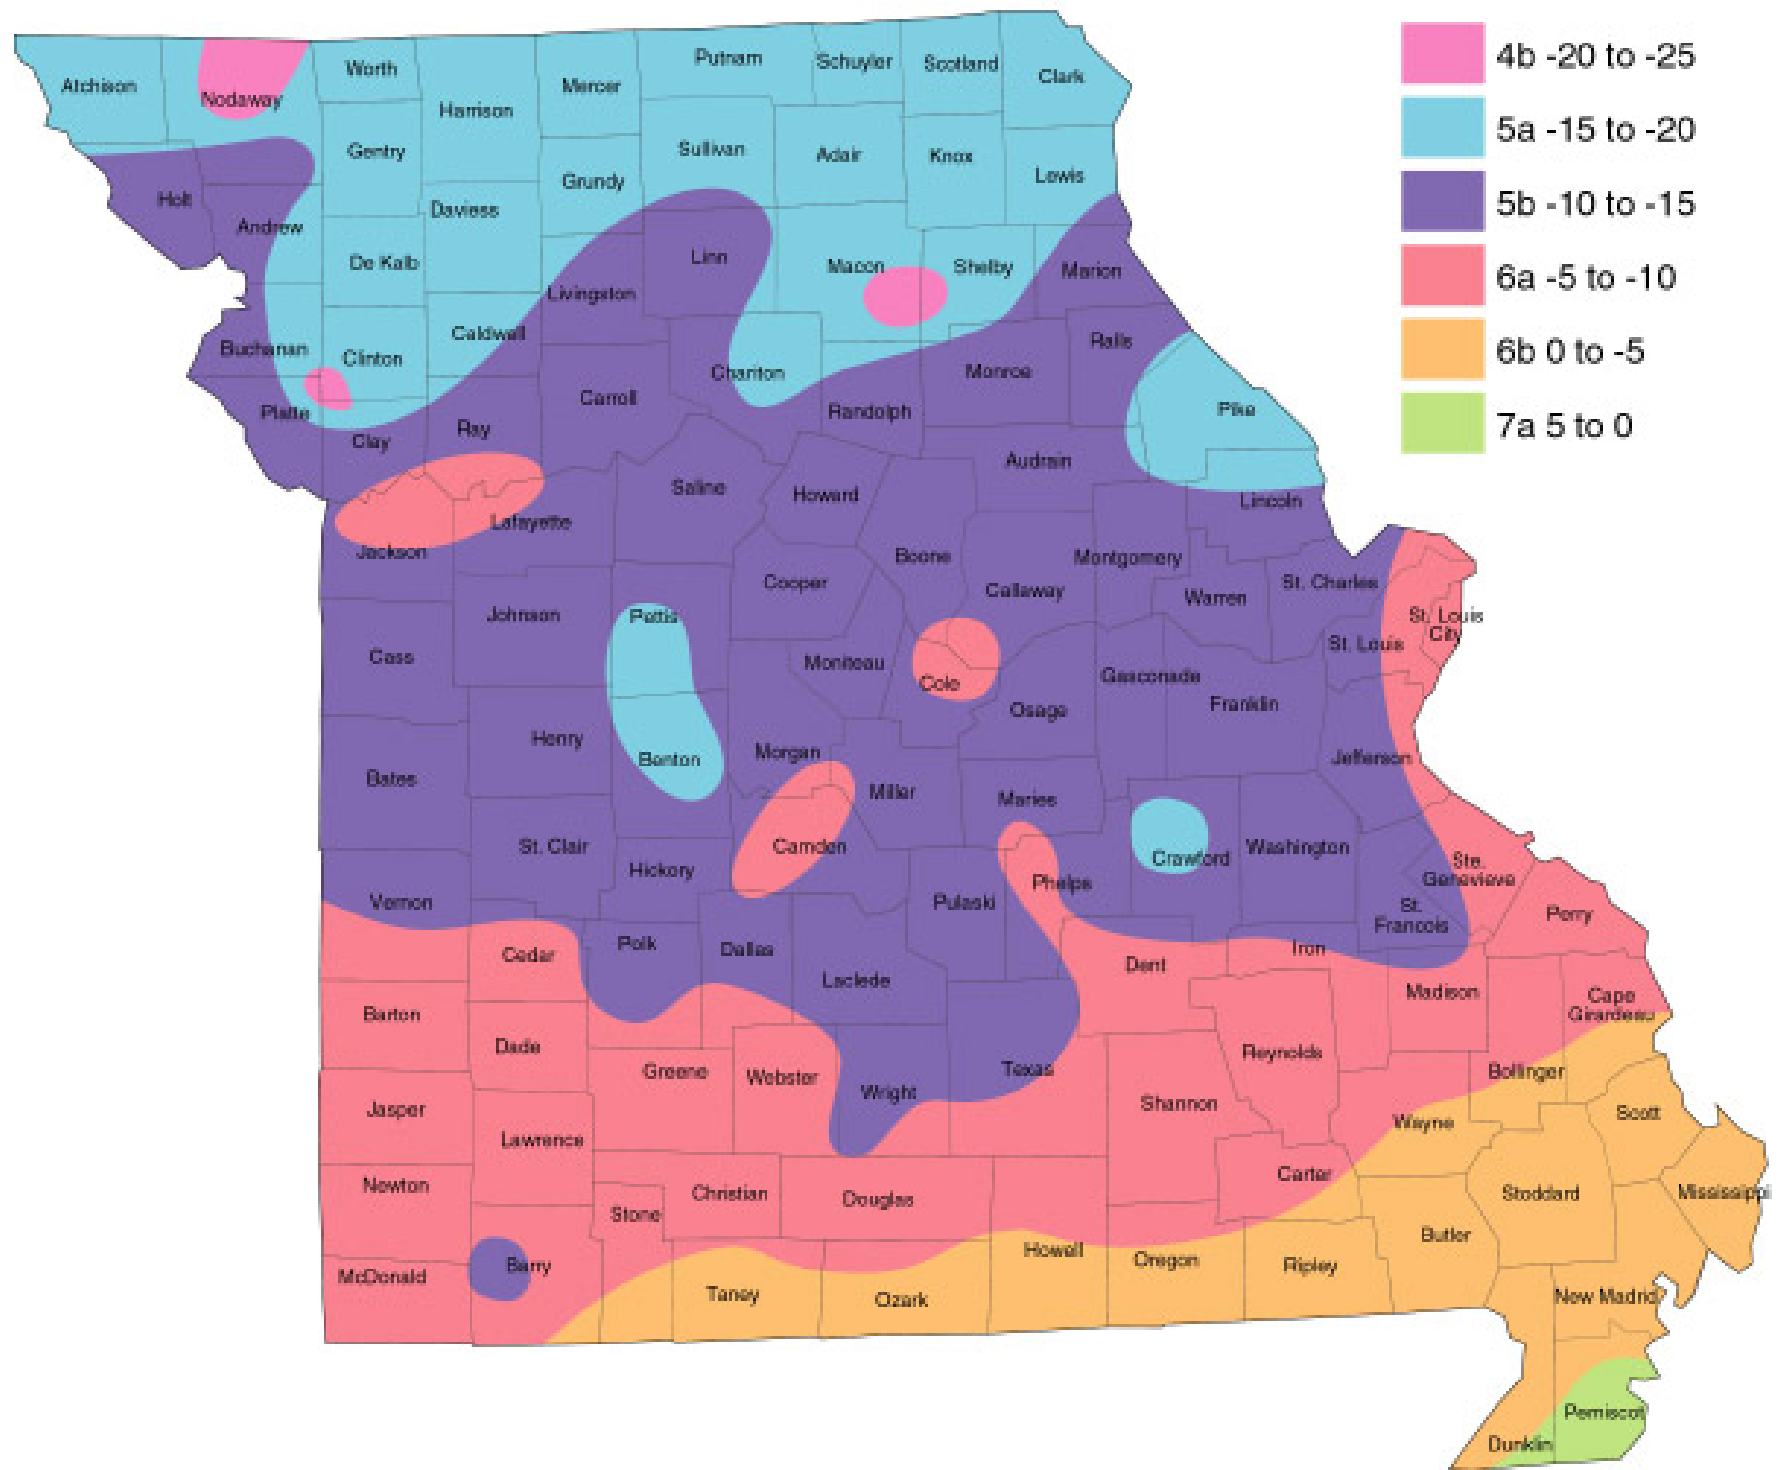 4b -20 to -25
5a -15 to -20
5b -10 to -15
6a -5 to -10
6b 0 to -5
7a 5 to 0
Atchison
Nodaway
Worth
Harrison
Mercer
Putnam
Schuyler
Scotland
Clark
Gentry
Sullivan
Adair
Knox
Lewis
Grundy
Holt
Andrew
Daviess
De Kalb
Linn
Macon
Shelby
Marion
Livingston
Caldwell
Buchanan
Clinton
Chariton
Monroe
Ralls
Platte
Clay
Ray
Carroll
Randolph
Pike
Audrain
Saline
Howard
Lincoln
Lafayette
Jackson
Boone
Montgomery
Cooper
Callaway
Warren
St. Charles
Johnson
Pettis
St. Louis
City
St. Louis
Cass
Moniteau
Cole
Gasconade
Osage
Franklin
Henry
Benton
Morgan
Jefferson
Bates
Miller
Maries
St. Clair
Camden
Crawford
Washington
Hickory
Phelps
Ste.
Genevieve
Vernon
Pulaski
St.
Francois
Perry
Polk
Dallas
Cedar
Laclede
Dent
Iron
Madison
Cape
Girardeau
Barton
Dade
Greene
Webster
Wright
Texas
Reynolds
Bollinger
Jasper
Shannon
Wayne
Scott
Lawrence
Newton
Christian
Douglas
Carter
Stoddard
Mississippi
Stone
McDonald
Barry
Howell
Oregon
Ripley
Butler
Taney
Ozark
New Madrid
Pemiscot
Dunklin